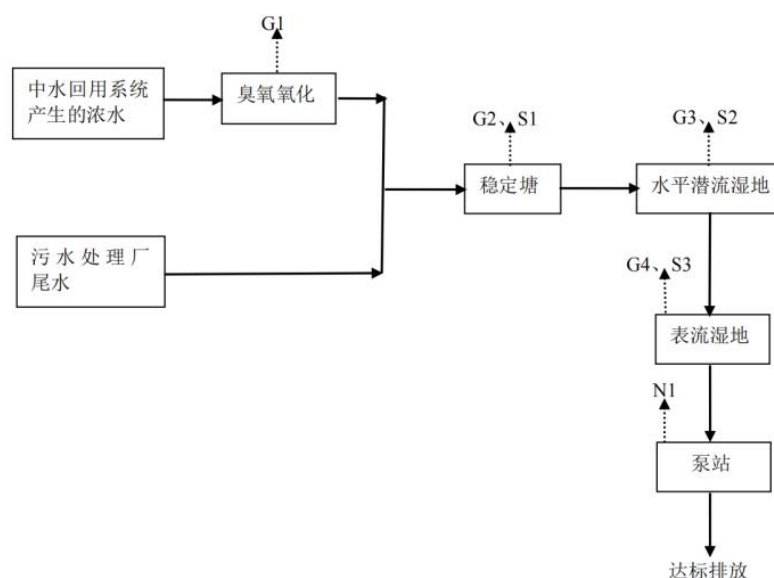 G1
中水回用系统
产生的浓水
臭氧氧化
G2、S1
G3、S2
稳定塘
水平潜流湿地
污水处理厂
尾水
G4、S3
表流湿地
N1
泵站
达标排放